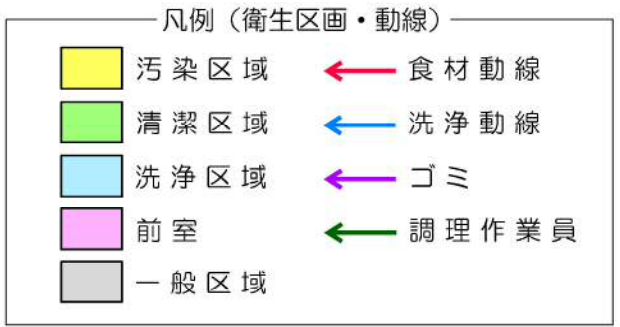 凡例（衛生区画・動線）
汚染区域 食材動線
清潔区域 洗浄動線
洗浄区域 ゴミ
前室 調理作業員
一般区域